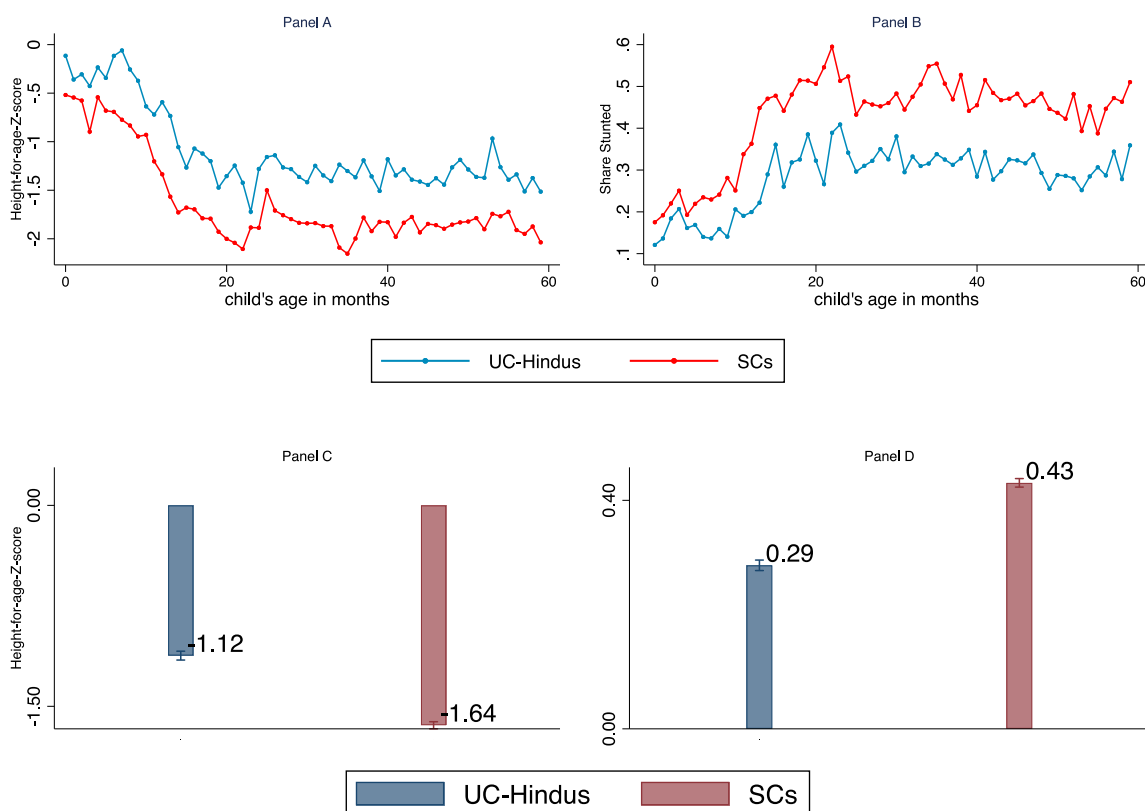 Panel A
Height-for-age-Z-score
0
-.5
-1
-1.5
-2
0 20 40 60
child's age in months
Panel B
Share Stunted
.6
.5
.4
.3
.2
.1
0 20 40 60
child's age in months
UC-Hindus SCs
Panel C
Height-for-age-Z-score
0.00
-1.50
-1.12
-1.64
Panel D
0.40
0.00
0.29
0.43
UC-Hindus SCs